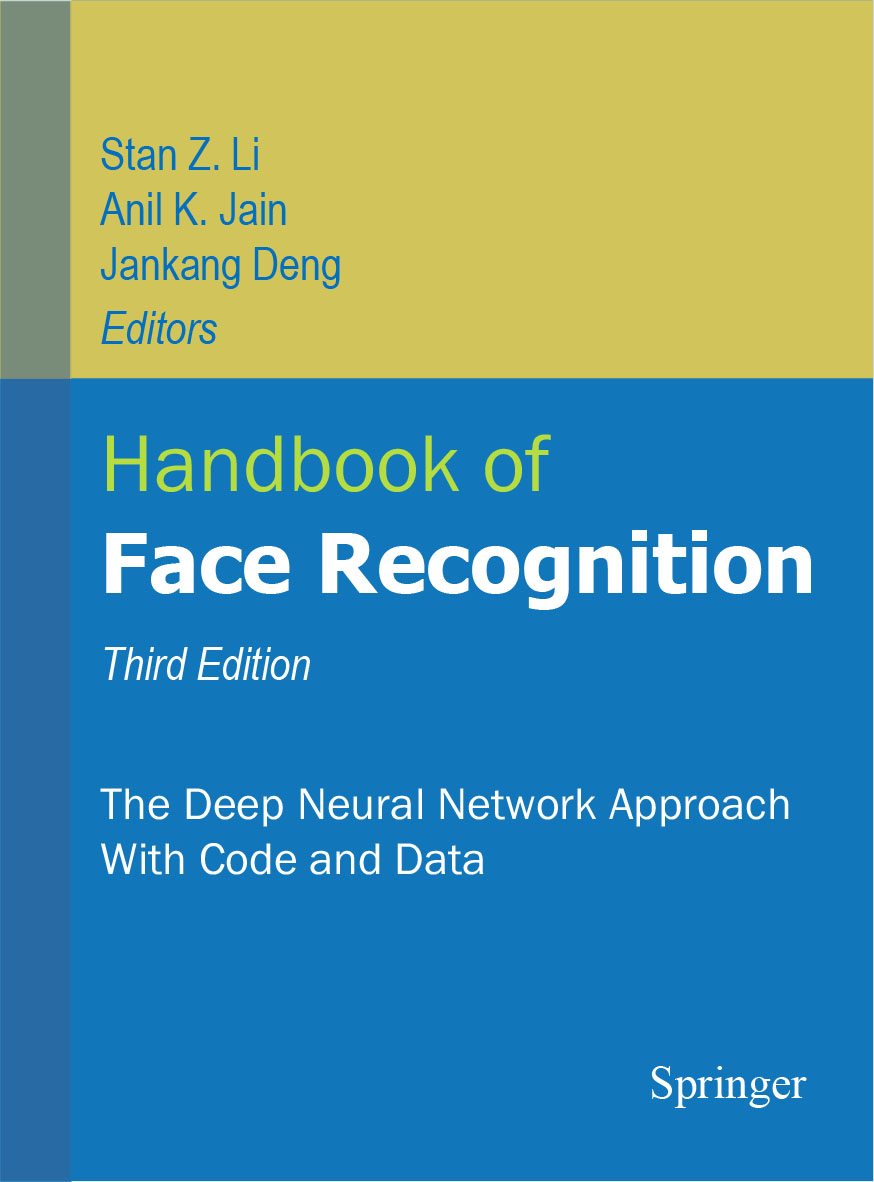 Stan Z. Li
Anil K. Jain
Jankang Deng
Editors
Handbook of
Face Recognition
Third Edition
The Deep Neural Network Approach
With Code and Data
Springer